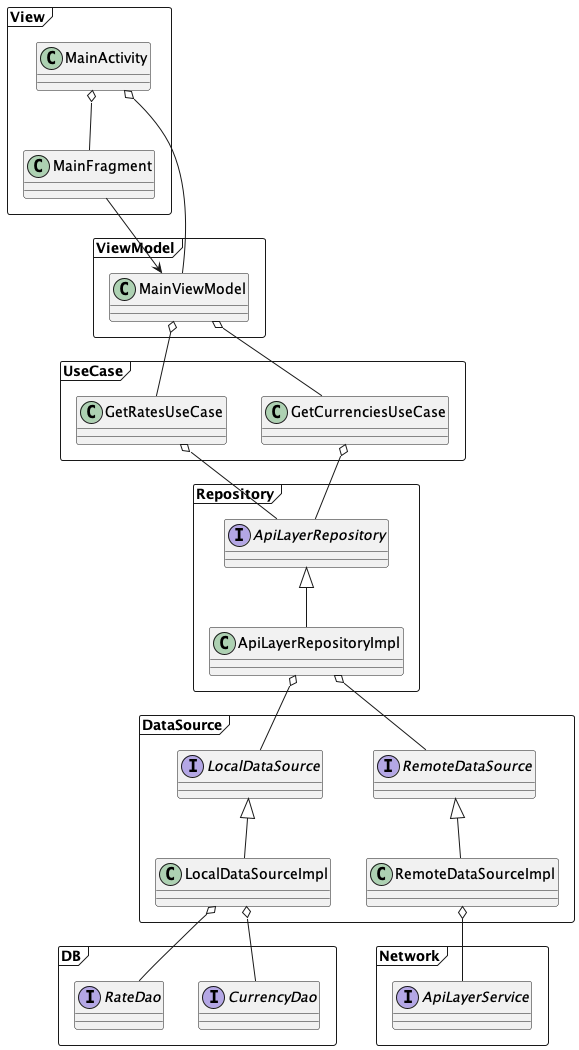 View
C MainActivity
C MainFragment
ViewModel
C MainViewModel
UseCase
C GetRatesUseCase
C GetCurrenciesUseCase
Repository
I ApiLayerRepository
C ApiLayerRepositoryImpl
DataSource
I LocalDataSource
I RemoteDataSource
C LocalDataSourceImpl
C RemoteDataSourceImpl
DB
Network
I RateDao
I CurrencyDao
I ApiLayerService